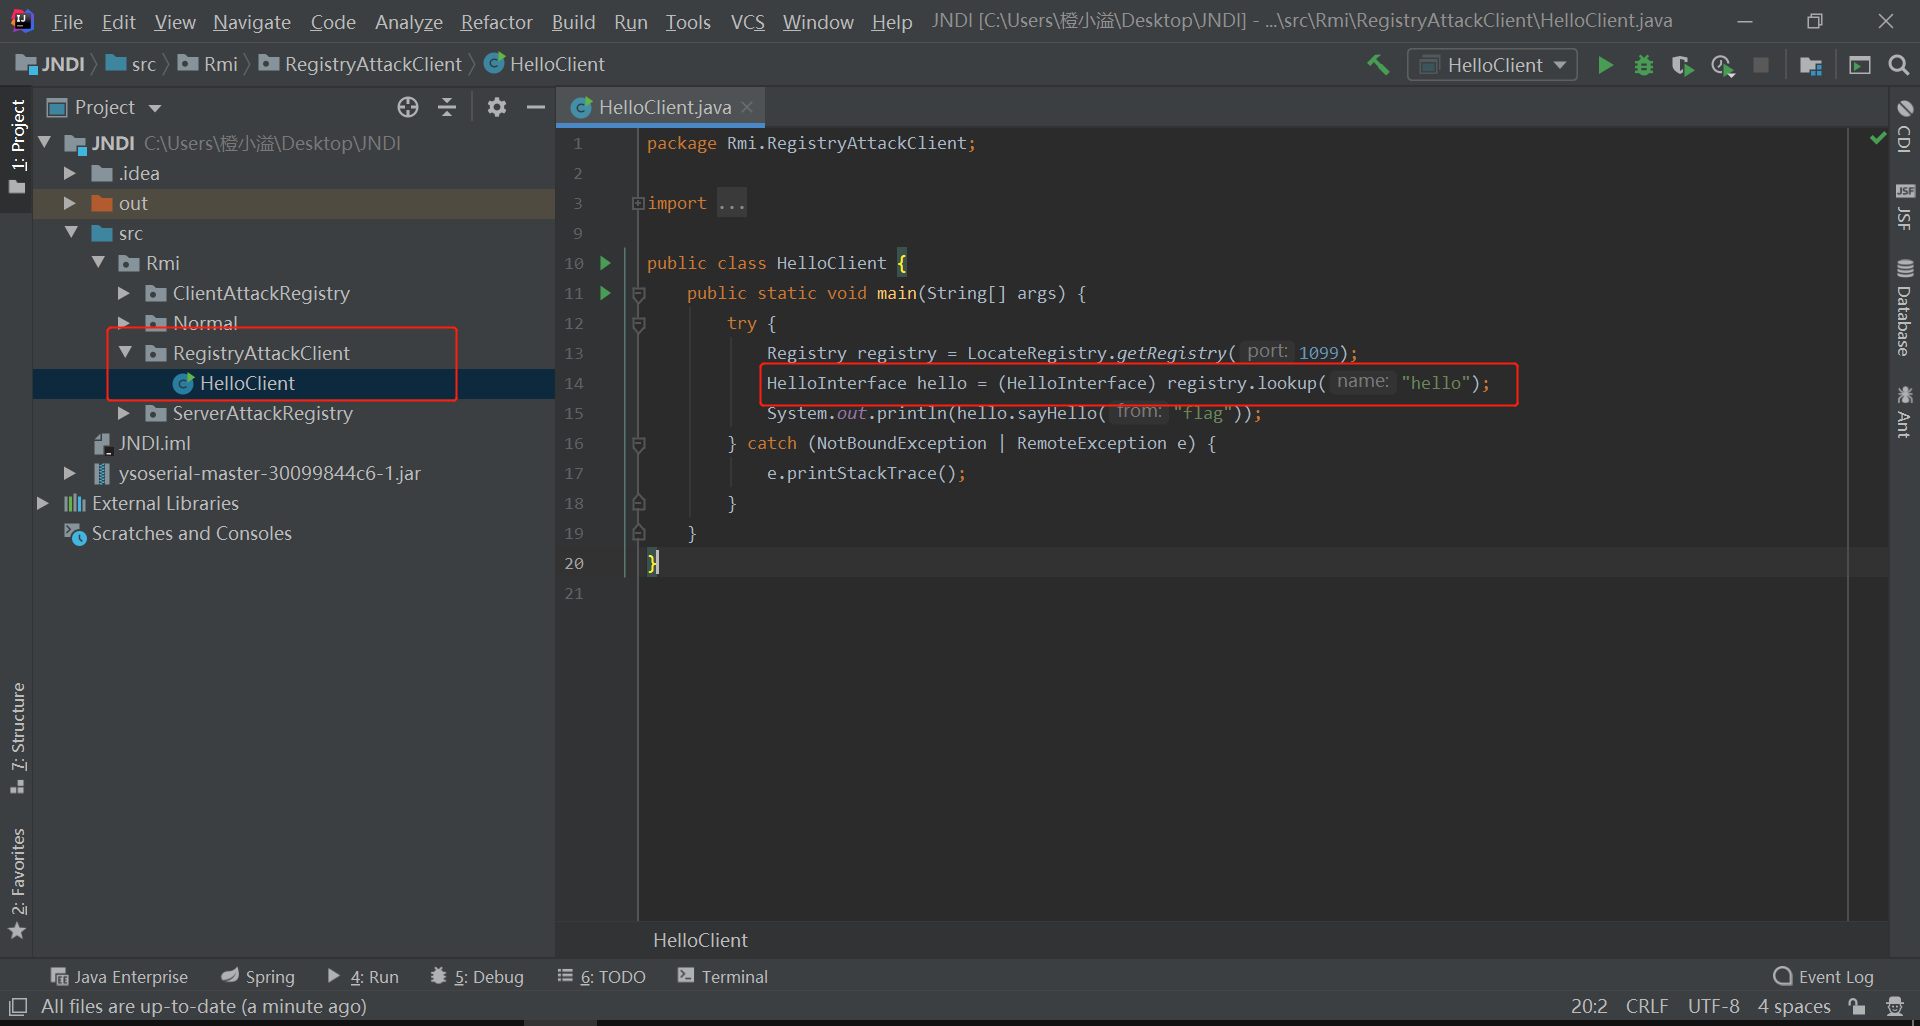 File Edit View Navigate Code Analyze Refactor Build Run Tools VCS Window Help JNDI [C:\Users\橙小溢\Desktop\JNDI] - ...\src\Rmi\RegistryAttackClient\HelloClient.java
JNDI src Rmi RegistryAttackClient HelloClient
HelloClient
1: Project
7: Structure
2: Favorites
Project
JNDI C:\Users\橙小溢\Desktop\JNDI
.idea
out
src
Rmi
ClientAttackRegistry
Normal
RegistryAttackClient
HelloClient
ServerAttackRegistry
JNDI.iml
ysoserial-master-30099844c6-1.jar
External Libraries
Scratches and Consoles
HelloClient.java
1 package Rmi.RegistryAttackClient;
2
3 import ...
9
10 public class HelloClient {
11 public static void main(String[] args) {
12 try {
13 Registry registry = LocateRegistry.getRegistry( port: 1099);
14 HelloInterface hello = (HelloInterface) registry.lookup( name: "hello");
15 System.out.println(hello.sayHello( from: "flag"));
16 } catch (NotBoundException | RemoteException e) {
17 e.printStackTrace();
18 }
19 }
20 }
21
HelloClient
CDI
JSF
JSF
Database
Ant
Java Enterprise Spring 4: Run 5: Debug 6: TODO Terminal Event Log
All files are up-to-date (a minute ago) 20:2 CRLF UTF-8 4 spaces